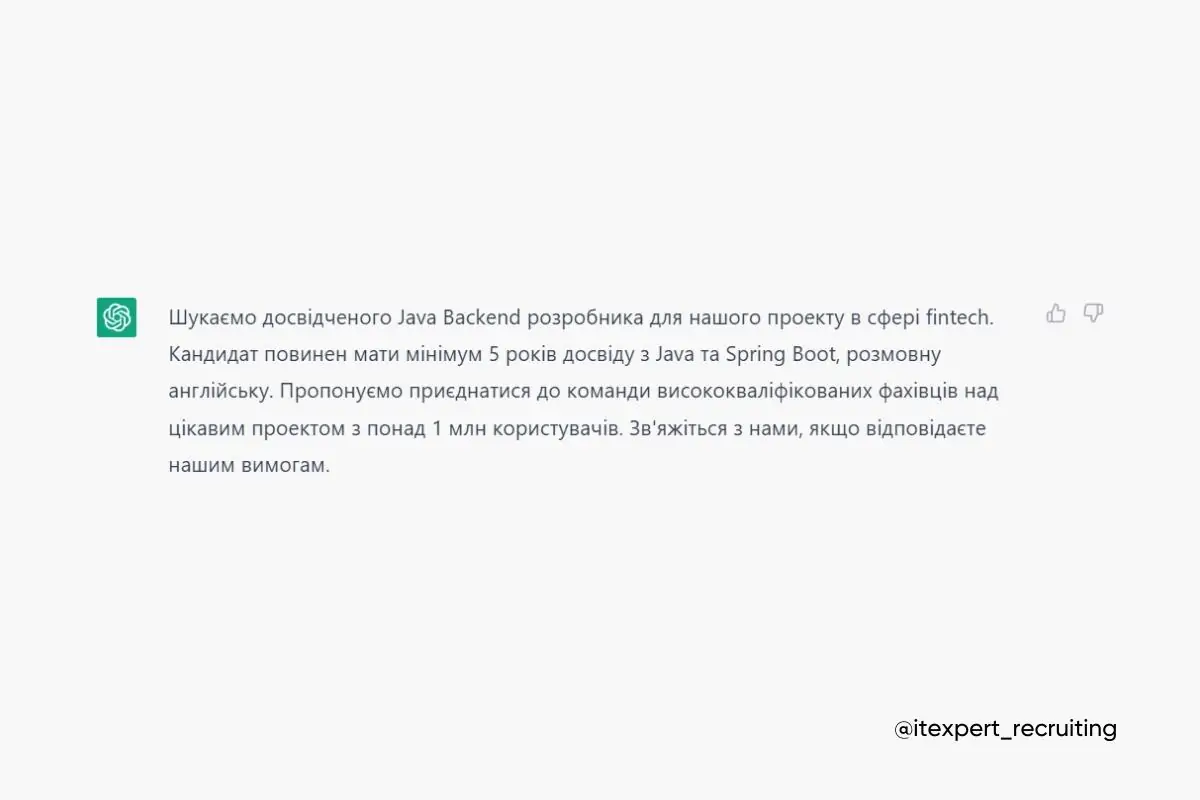 Шукаємо досвідченого Java Backend розробника для нашого проекту в сфері fintech.
Кандидат повинен мати мінімум 5 років досвіду з Java та Spring Boot, розмовну
англійську. Пропонуємо приєднатися до команди висококваліфікованих фахівців над
цікавим проектом з понад 1 млн користувачів. Зв'яжіться з нами, якщо відповідаєте
нашим вимогам.
@itexpert_recruiting